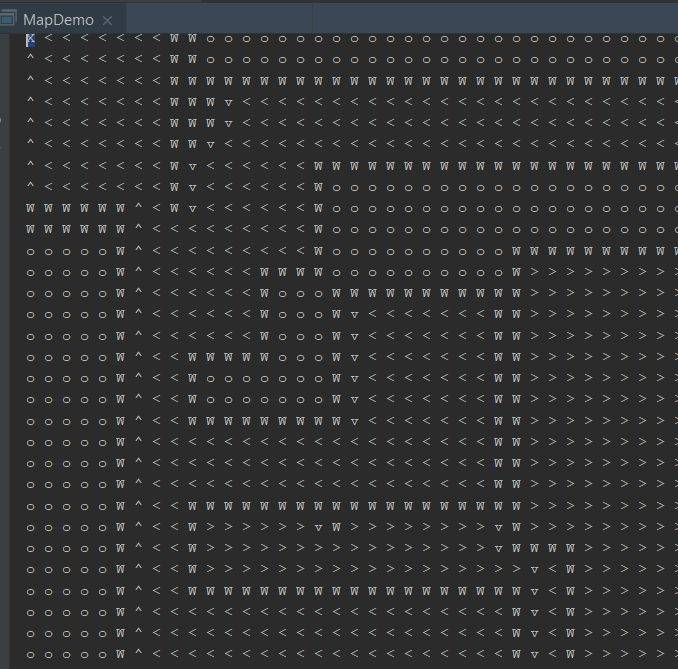 MapDemo
X < < < < < < < W W o o o o o o o o o o o o o o o o o o o o o o o o o o
^ < < < < < < < W W o o o o o o o o o o o o o o o o o o o o o o o o o o
^ < < < < < < < W W W W W W W W W W W W W W W W W W W W W W W W W W W W
^ < < < < < < < W W W v < < < < < < < < < < < < < < < < < < < < < < < <
^ < < < < < < < W W W v < < < < < < < < < < < < < < < < < < < < < < < <
^ < < < < < < < W W v < < < < < < < < < < < < < < < < < < < < < < < < <
^ < < < < < < < W v < < < < < < W W W W W W W W W W W W W W W W W W W W
^ < < < < < < < W v < < < < < < W o o o o o o o o o o o o o o o o o o o
W W W W W W ^ < W v < < < < < < W o o o o o o o o o o o o o o o o o o o
W W W W W W ^ < < < < < < < < < W o o o o o o o o o o o o o o o o o o o
o o o o o W ^ < < < < < < < < < W o o o o o o o o o o W W W W W W W W W
o o o o o W ^ < < < < < < W W W W o o o o o o o o o o W > > > > > > > >
o o o o o W ^ < < < < < < W o o o W W W W W W W W W W W > > > > > > > >
o o o o o W ^ < < < < < < W o o o W v < < < < < < < W W > > > > > > > >
o o o o o W ^ < < < < < < W o o o W v < < < < < < < W W > > > > > > > >
o o o o o W ^ < < W W W W W o o o W v < < < < < < < W W > > > > > > > >
o o o o o W ^ < < W o o o o o o o W v < < < < < < < W W > > > > > > > >
o o o o o W ^ < < W o o o o o o o W v < < < < < < < W W > > > > > > > >
o o o o o W ^ < < W W W W W W W W W v < < < < < < < W W > > > > > > > >
o o o o o W ^ < < < < < < < < < < < < < < < < < < < W W > > > > > > > >
o o o o o W ^ < < < < < < < < < < < < < < < < < < < W W > > > > > > > >
o o o o o W ^ < < < < < < < < < < < < < < < < < < < W W > > > > > > > >
o o o o o W ^ < < W W W W W W W W W W W W W W W W W W W > > > > > > > >
o o o o o W ^ < < W > > > > > > v W > > > > > > > > v W > > > > > > > >
o o o o o W ^ < < W > > > > > > > > > > > > > > > > v W W W W > > > > >
o o o o o W ^ < < W > > > > > > > > > > > > > > > > > > v < W > > > > >
o o o o o W ^ < < W W W W W W W W W W W W W W W W W W W v < W > > > > >
o o o o o W ^ < < < < < < < < < < < < < < < < < < < < W v < W > > > > >
o o o o o W ^ < < < < < < < < < < < < < < < < < < < < W v < W > > > > >
o o o o o W ^ < < < < < < < < < < < < < < < < < < < < W v < W > > > > >